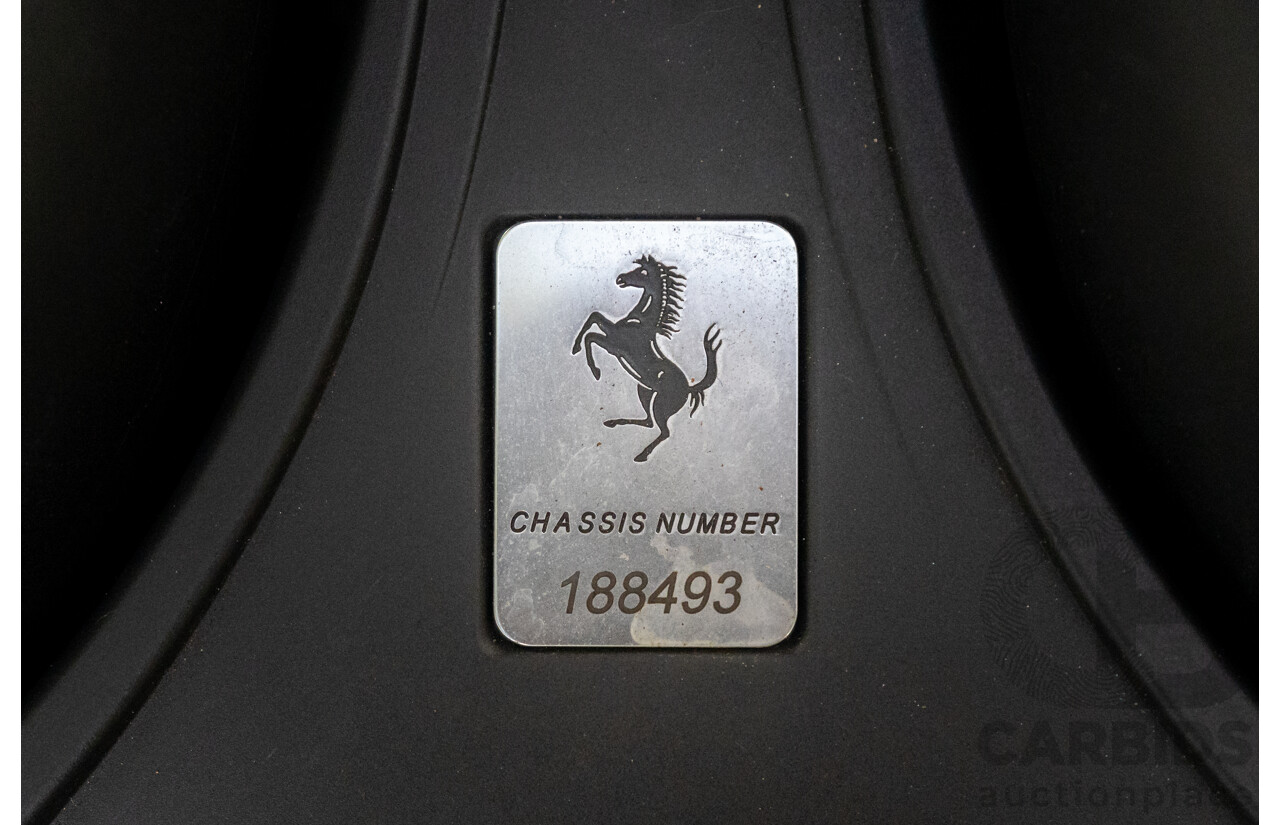 CHASSIS NUMBER
188493
CARBIDS
auctionplace